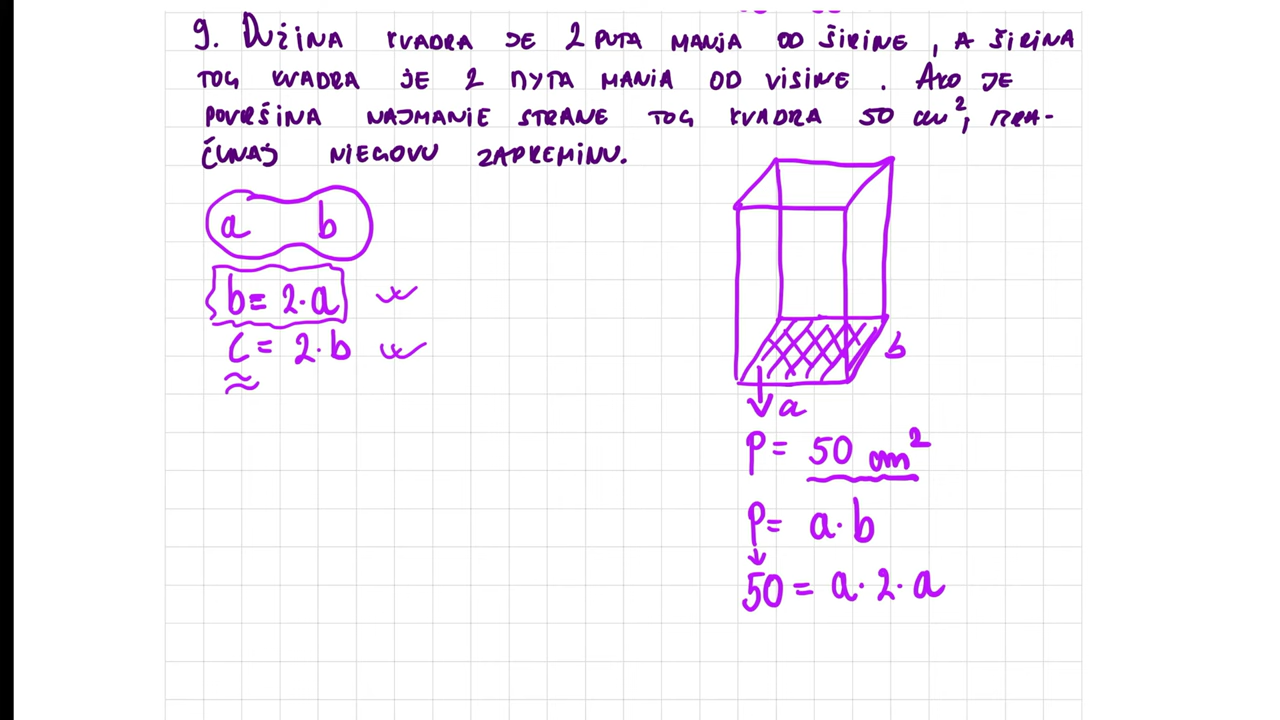 9. Dužina kvadra je 2 puta manja od širine, a širina
tog kvadra je 2 пута manja od visine. Ako je
površina najmanje strane tog kvadra 50 cm², izra-
čunaj njegovu zapreminu.
a b
b = 2·a
c = 2·b
b
a
P = 50 cm²
P = a·b
50 = a·2·a